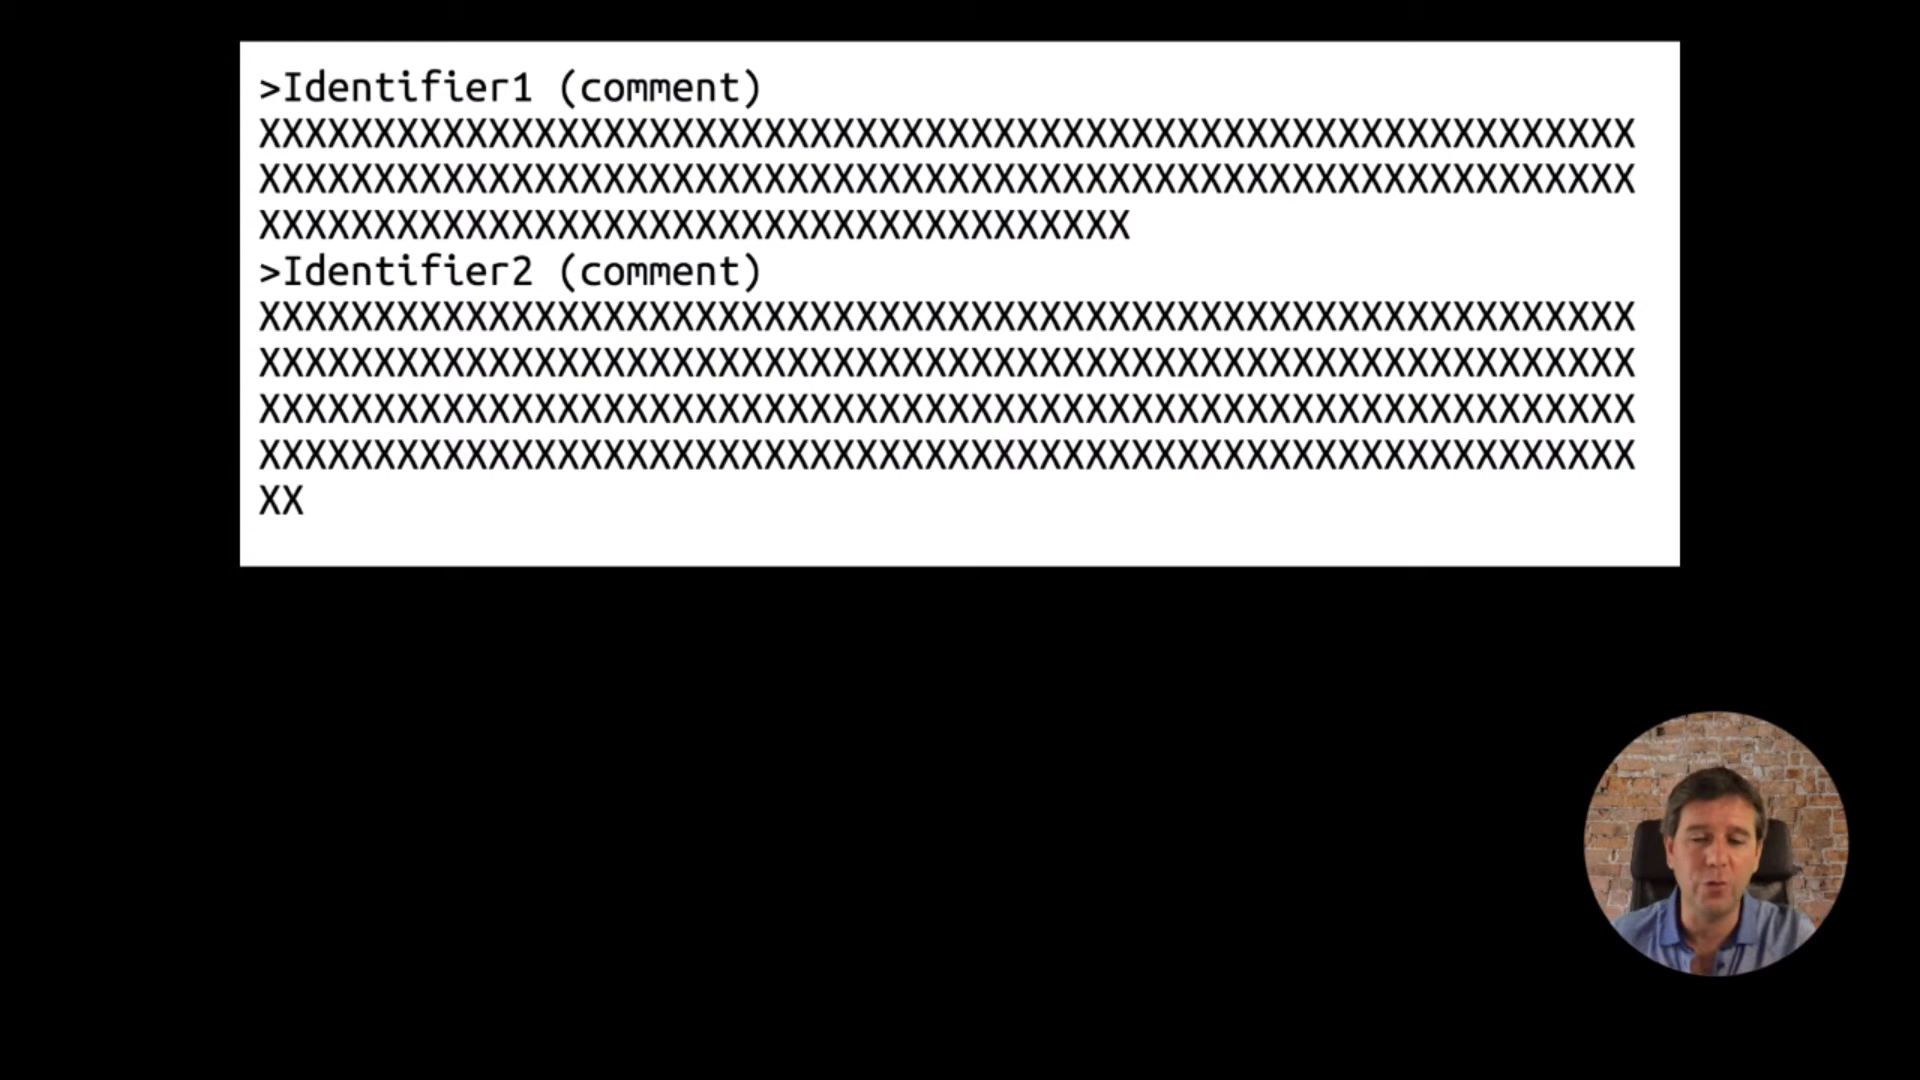 >Identifier1 (comment)
XXXXXXXXXXXXXXXXXXXXXXXXXXXXXXXXXXXXXXXXXXXXXXXXXXXXXXXXXXXX
XXXXXXXXXXXXXXXXXXXXXXXXXXXXXXXXXXXXXXXXXXXXXXXXXXXXXXXXXXXX
XXXXXXXXXXXXXXXXXXXXXXXXXXXXXXXXXXXXXX
>Identifier2 (comment)
XXXXXXXXXXXXXXXXXXXXXXXXXXXXXXXXXXXXXXXXXXXXXXXXXXXXXXXXXXXX
XXXXXXXXXXXXXXXXXXXXXXXXXXXXXXXXXXXXXXXXXXXXXXXXXXXXXXXXXXXX
XXXXXXXXXXXXXXXXXXXXXXXXXXXXXXXXXXXXXXXXXXXXXXXXXXXXXXXXXXXX
XXXXXXXXXXXXXXXXXXXXXXXXXXXXXXXXXXXXXXXXXXXXXXXXXXXXXXXXXXXX
XX